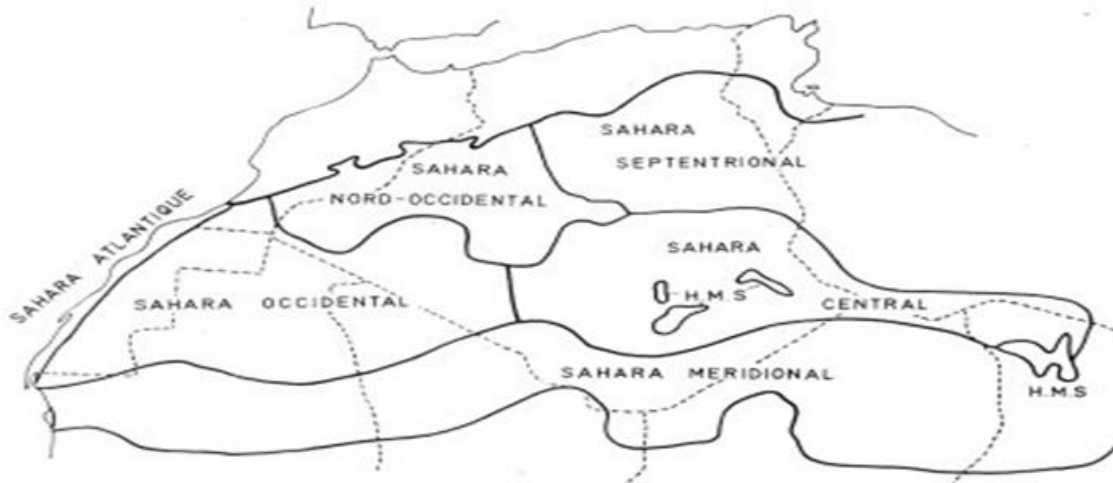 SAHARA
SEPTENTRIONAL
SAHARA
NORD-OCCIDENTAL
SAHARA ATLANTIQUE
SAHARA
H.M.S
CENTRAL
SAHARA OCCIDENTAL
SAHARA MERIDIONAL
H.M.S